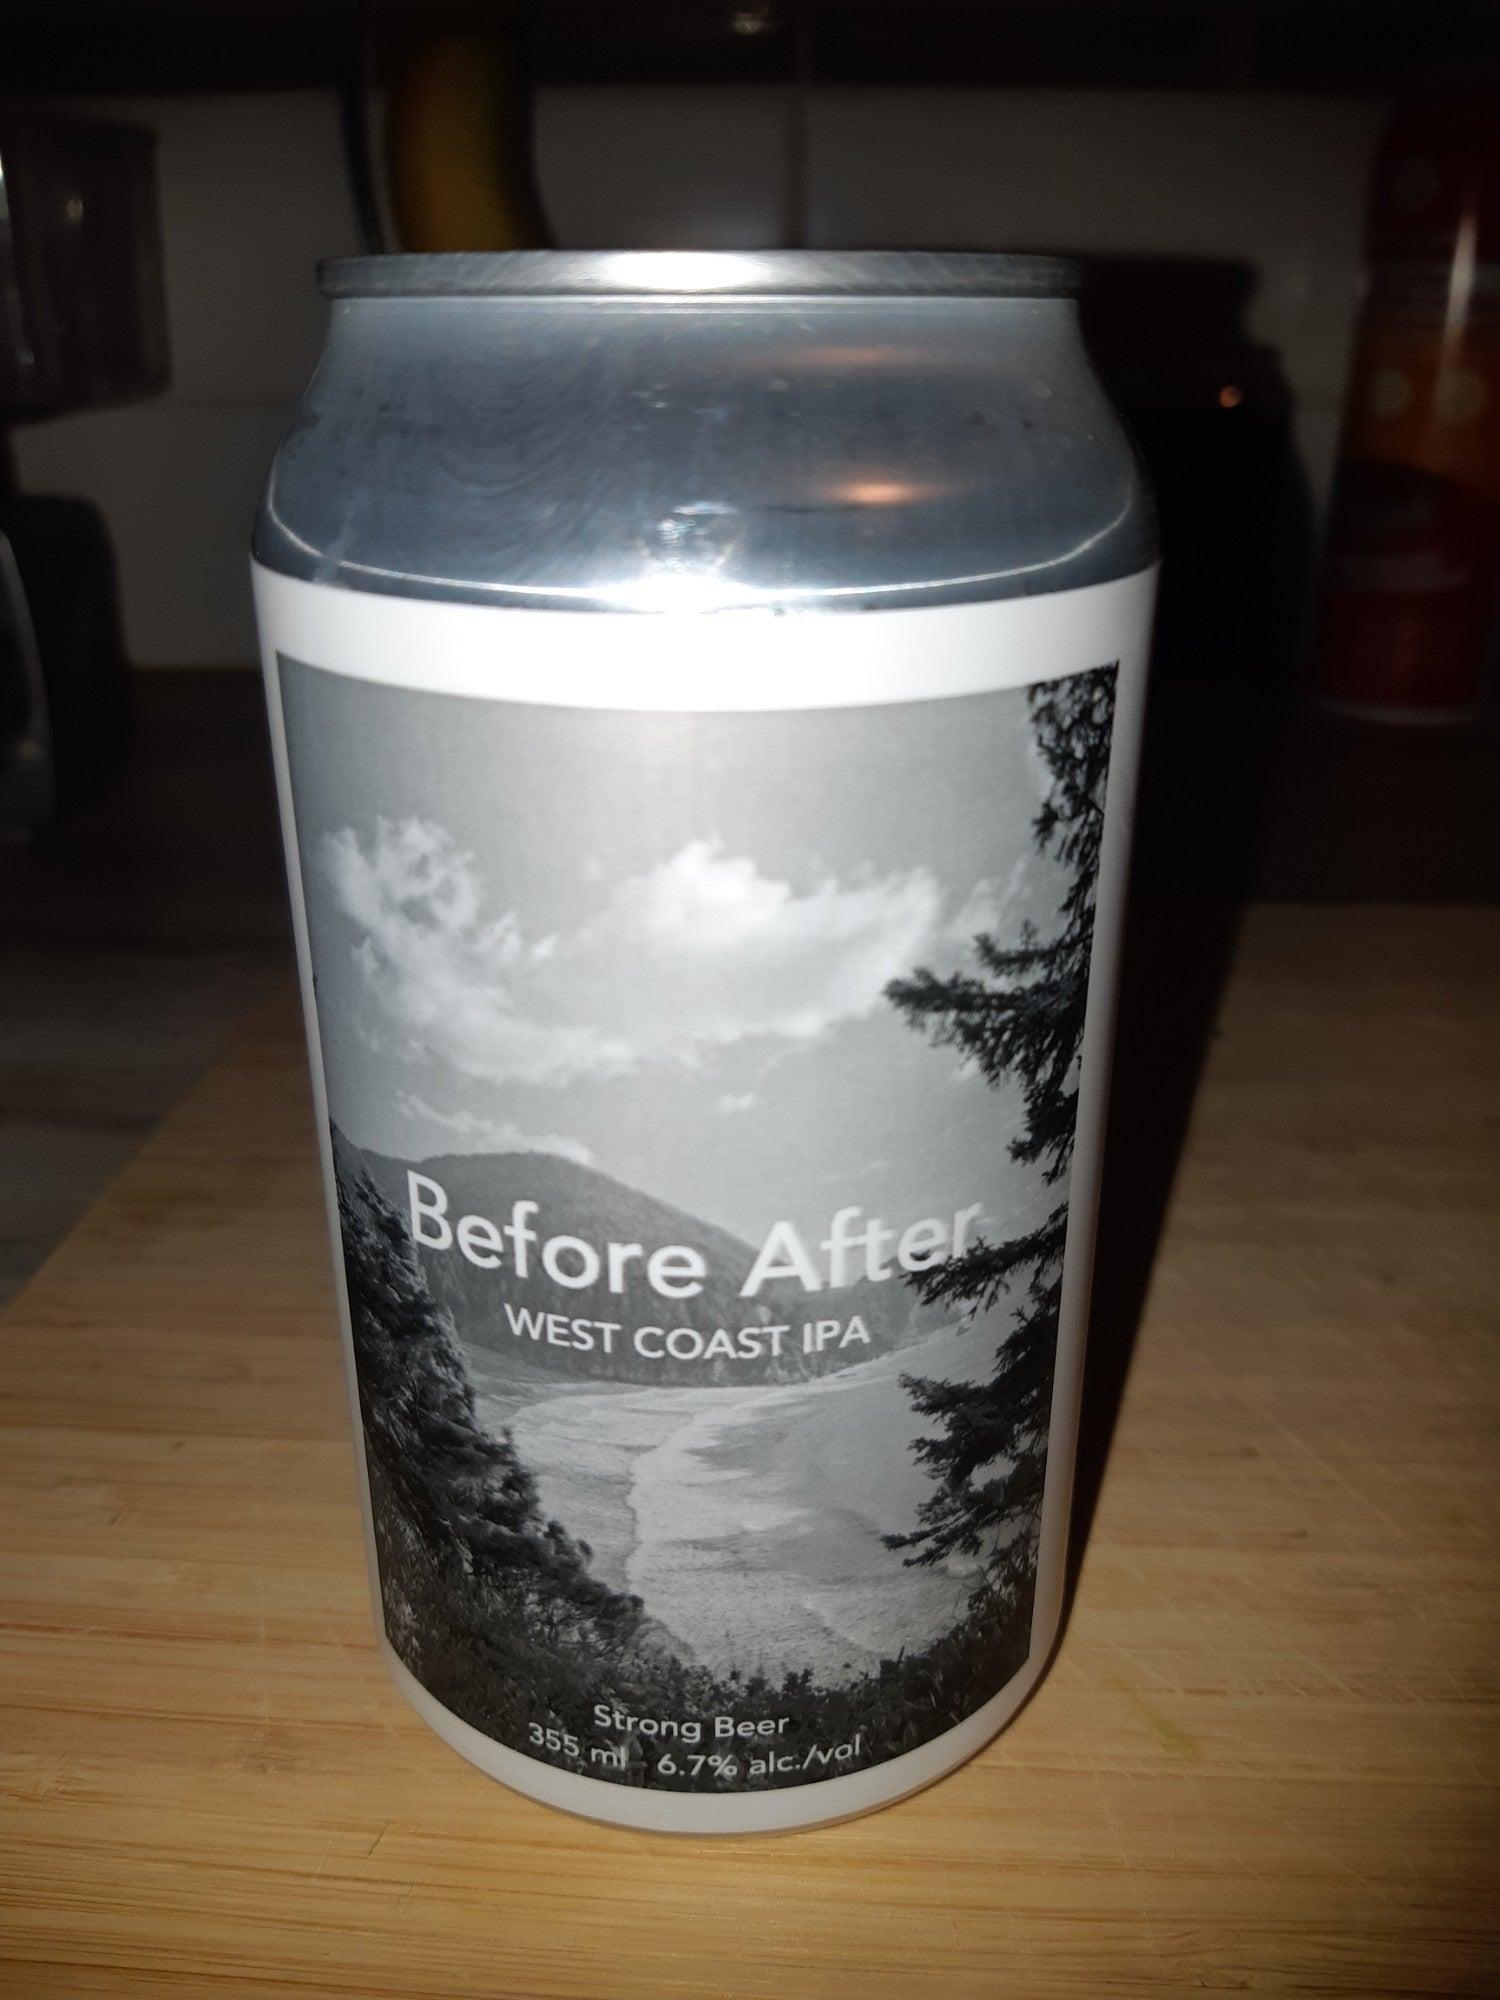 Before After
WEST COAST IPA
Strong Beer
355 ml 6.7% alc./vol